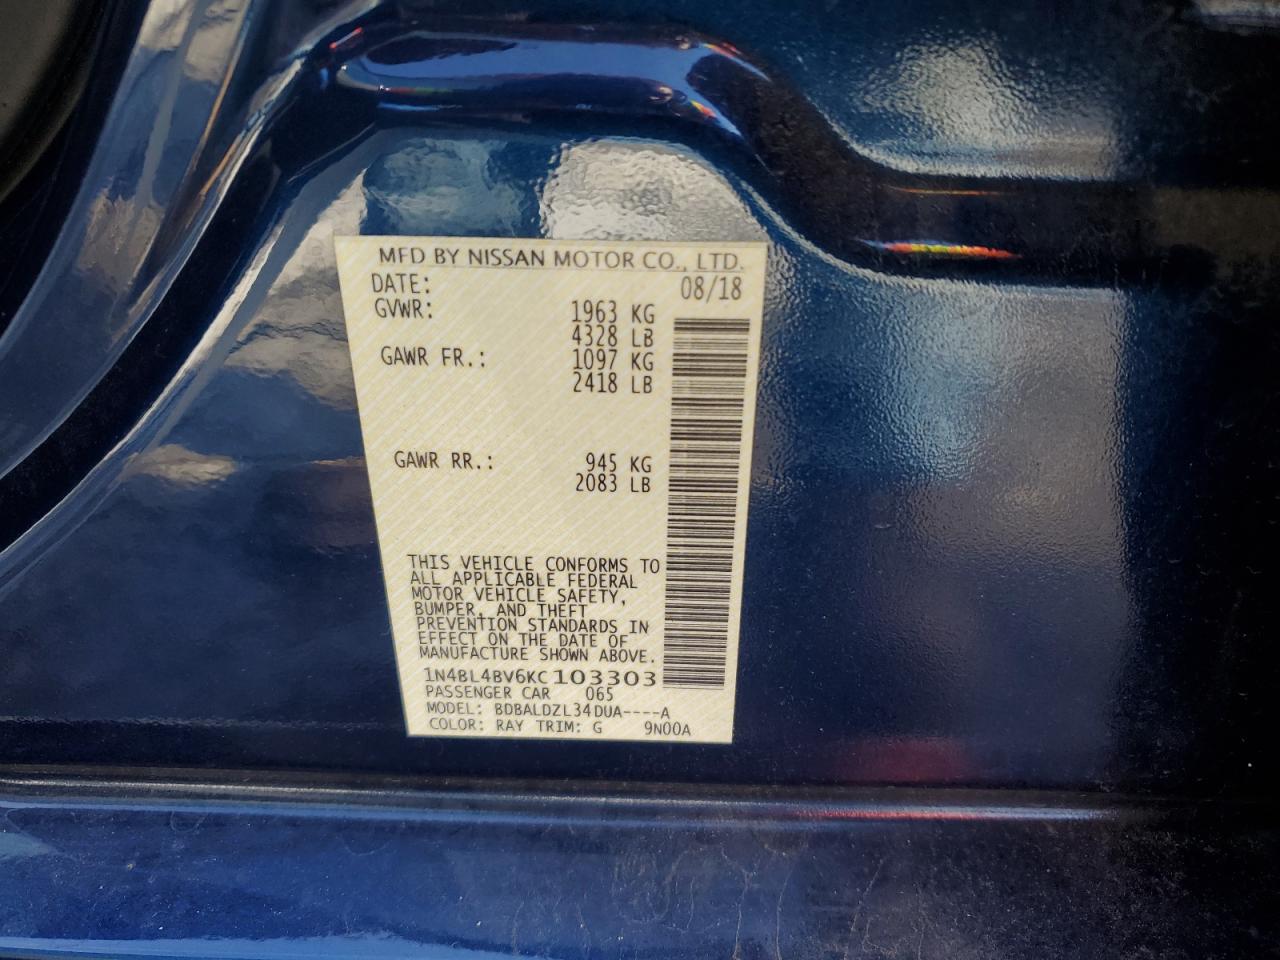 MFD BY NISSAN MOTOR CO., LTD.
DATE: 08/18
GVWR: 1963 KG
4328 LB
GAWR FR.: 1097 KG
2418 LB
GAWR RR.: 945 KG
2083 LB
THIS VEHICLE CONFORMS TO
ALL APPLICABLE FEDERAL
MOTOR VEHICLE SAFETY,
BUMPER, AND THEFT
PREVENTION STANDARDS IN
EFFECT ON THE DATE OF
MANUFACTURE SHOWN ABOVE.
1N4BL4BV6KC103303
PASSENGER CAR 065
MODEL: BDBALDZL34DUA----A
COLOR: RAY TRIM: G 9N00A